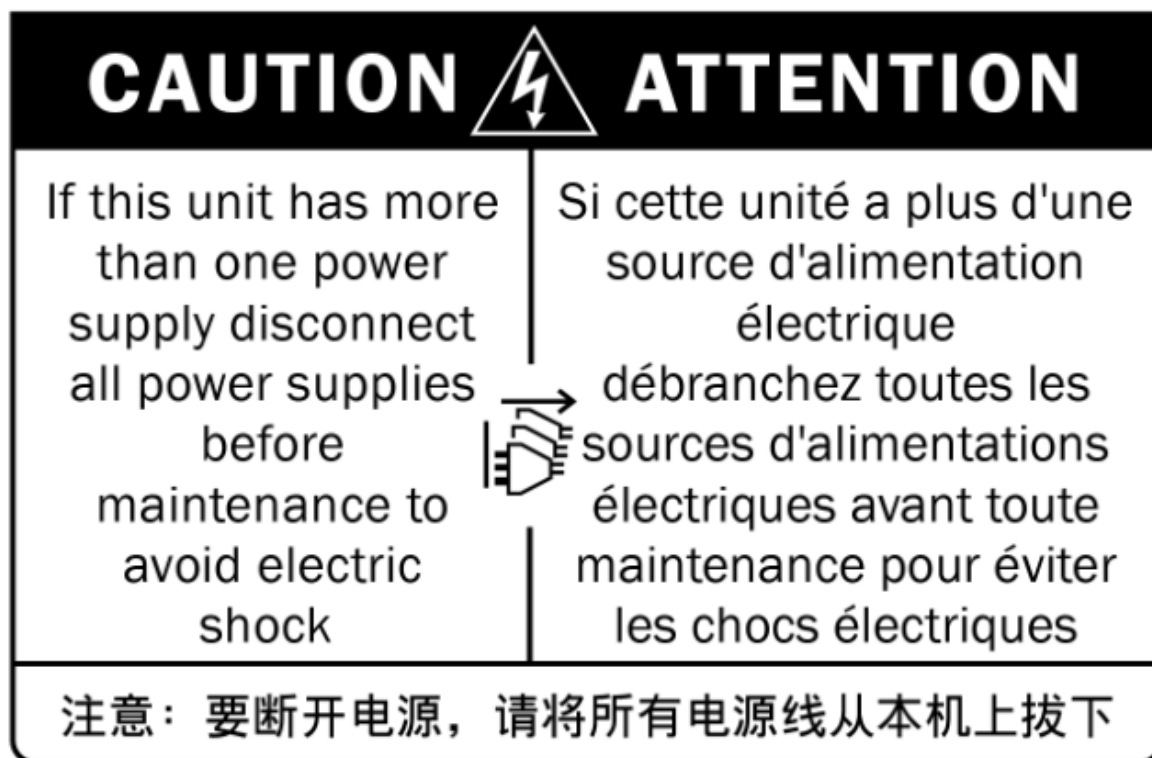 CAUTION ATTENTION
If this unit has more
than one power
supply disconnect
all power supplies
before
maintenance to
avoid electric
shock
Si cette unité a plus d'une
source d'alimentation
électrique
débranchez toutes les
sources d'alimentations
électriques avant toute
maintenance pour éviter
les chocs électriques
注意：要断开电源，请将所有电源线从本机上拔下